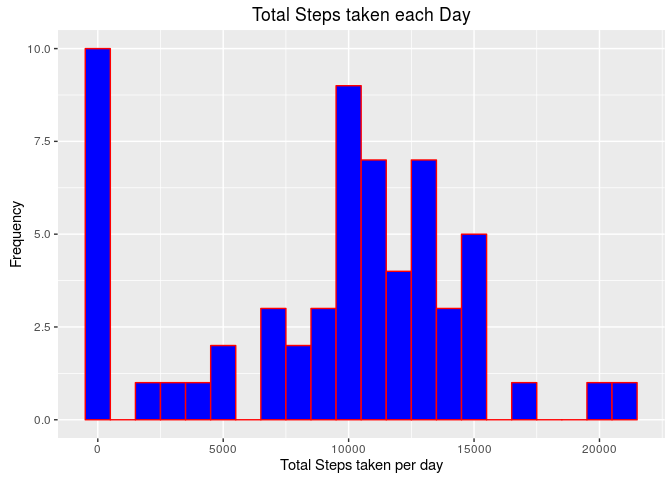 Total Steps taken each Day
10.0
7.5
5.0
2.5
0.0
Frequency
0 5000 10000 15000 20000
Total Steps taken per day